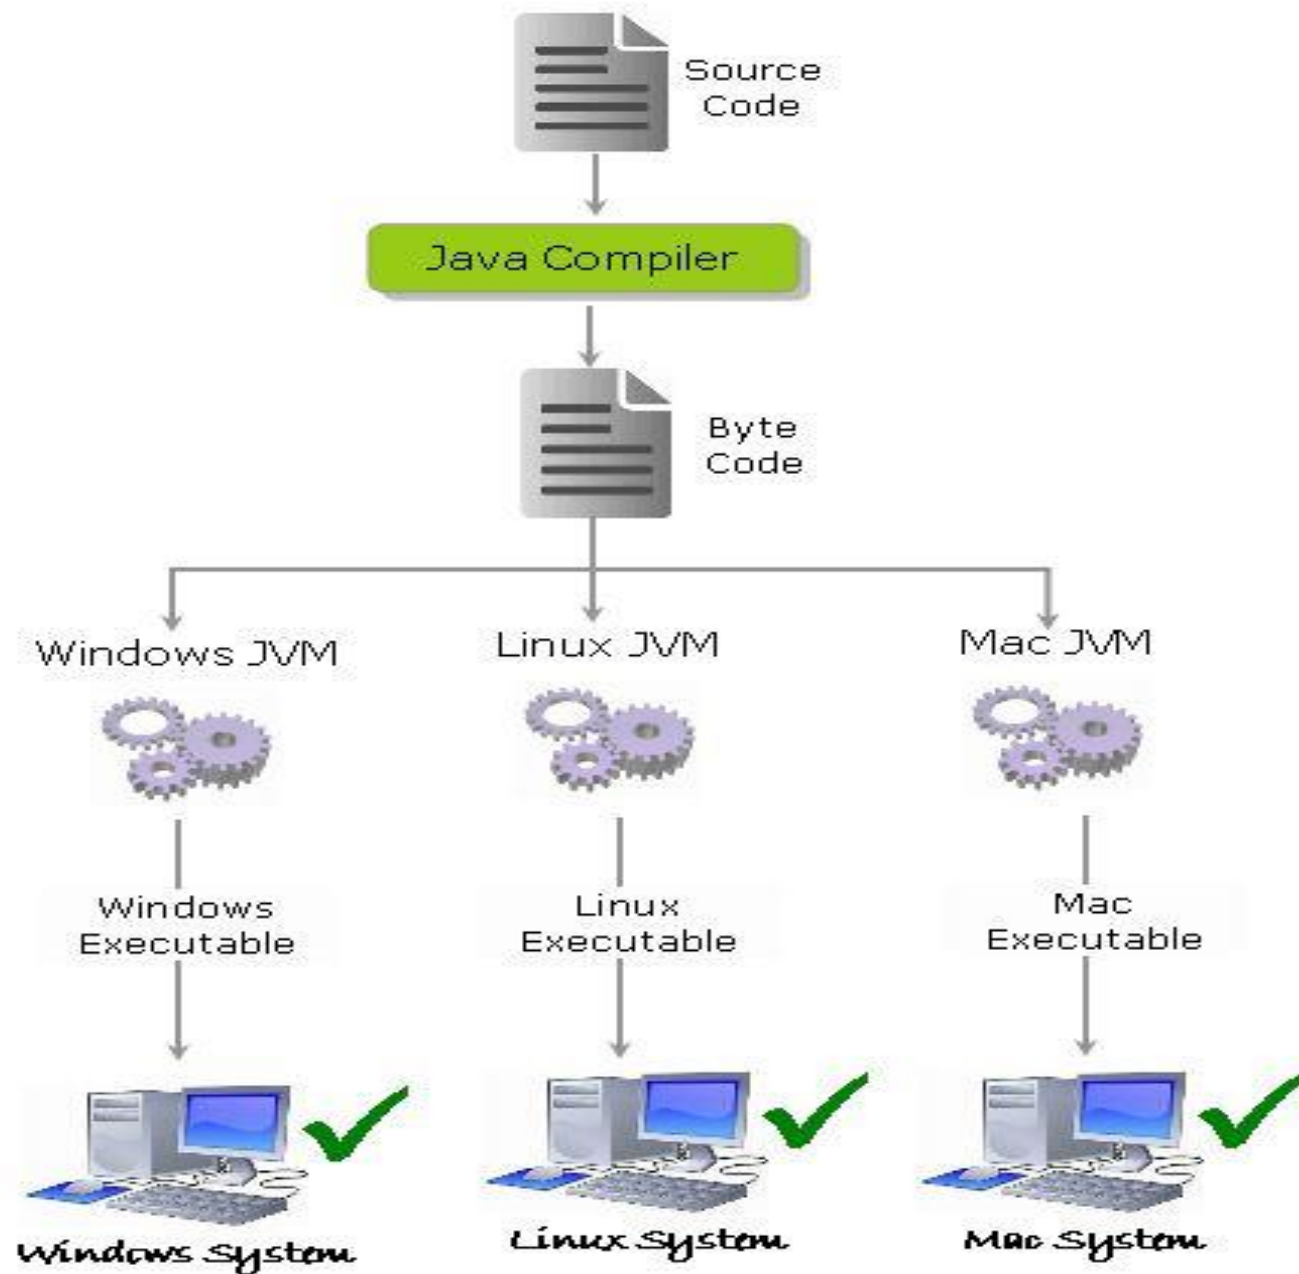 Source
Code
Java Compiler
Byte
Code
Windows JVM
Linux JVM
Mac JVM
Windows
Executable
Linux
Executable
Mac
Executable
Windows System
Linux System
Mac System